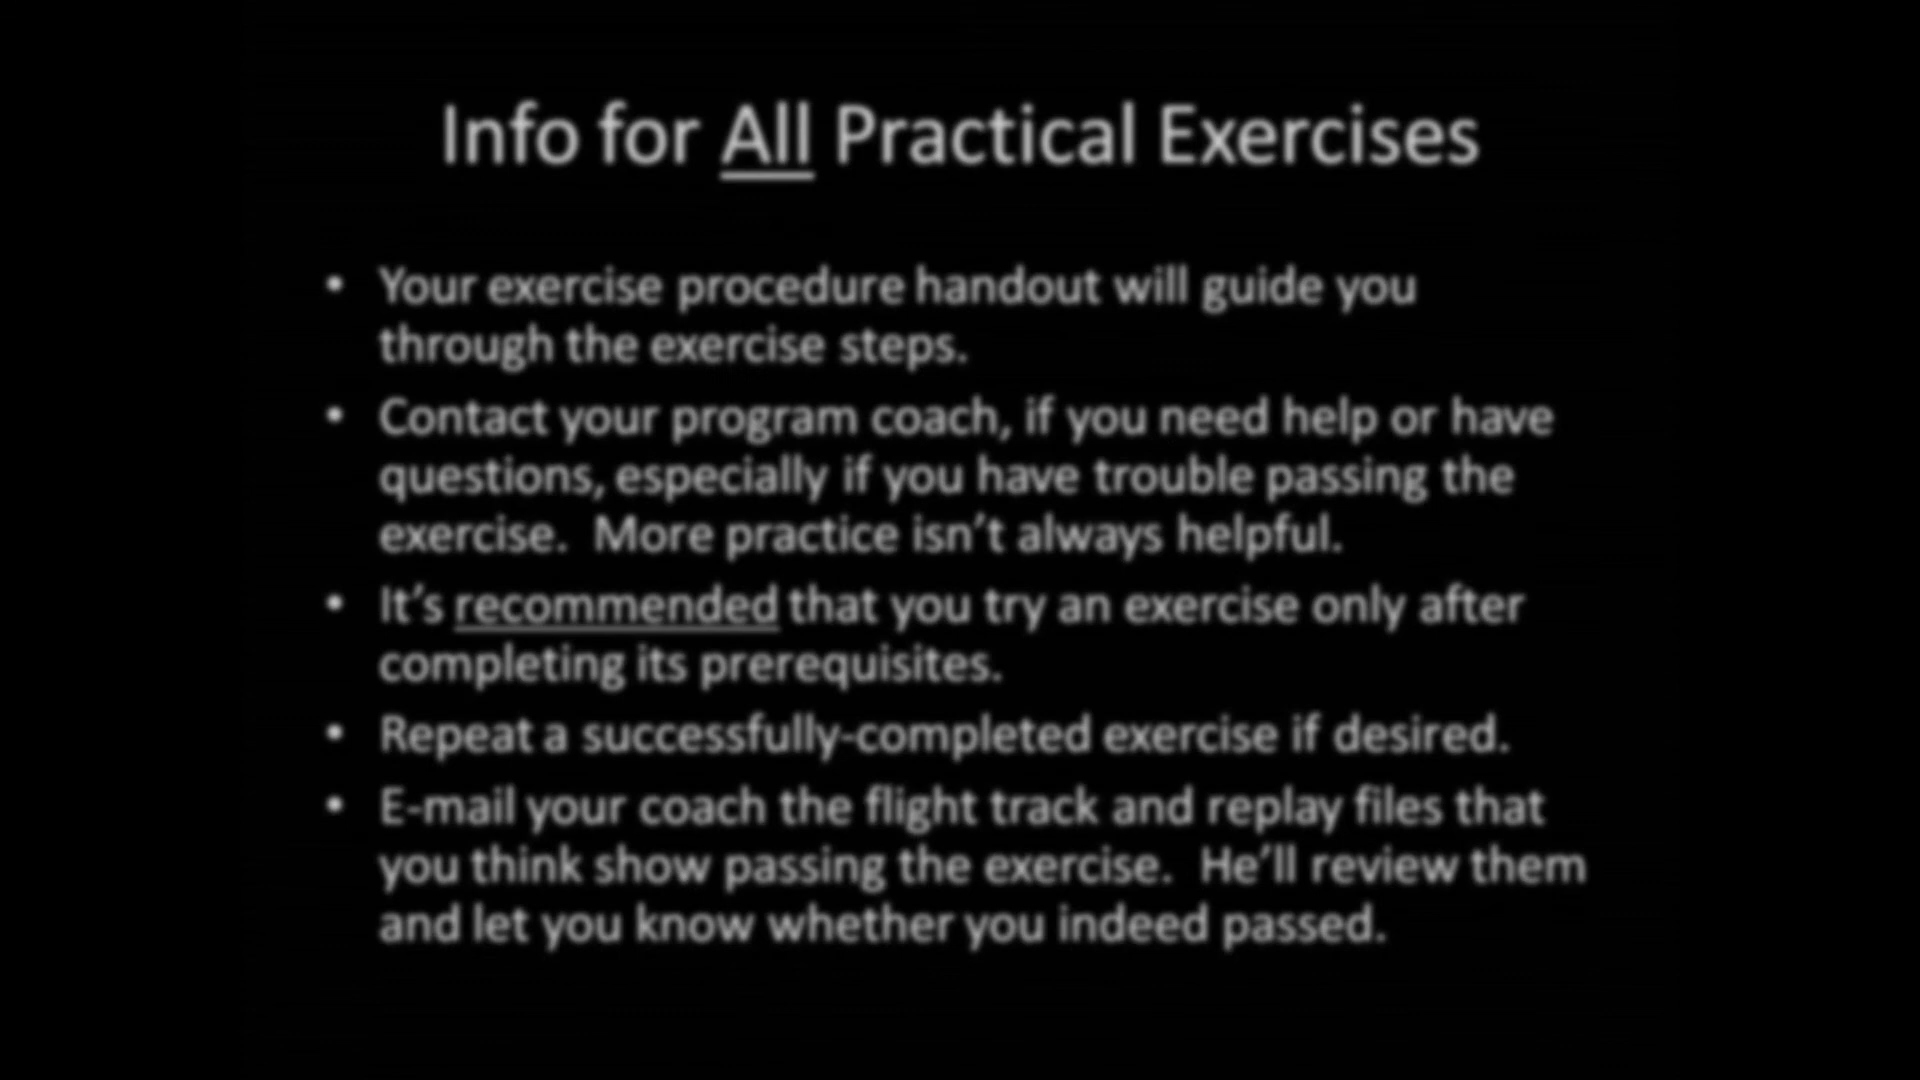 Info for All Practical Exercises
• Your exercise procedure handout will guide you
through the exercise steps.
• Contact your program coach, if you need help or have
questions, especially if you have trouble passing the
exercise.  More practice isn’t always helpful.
• It’s recommended that you try an exercise only after
completing its prerequisites.
• Repeat a successfully-completed exercise if desired.
• E-mail your coach the flight track and replay files that
you think show passing the exercise.  He’ll review them
and let you know whether you indeed passed.